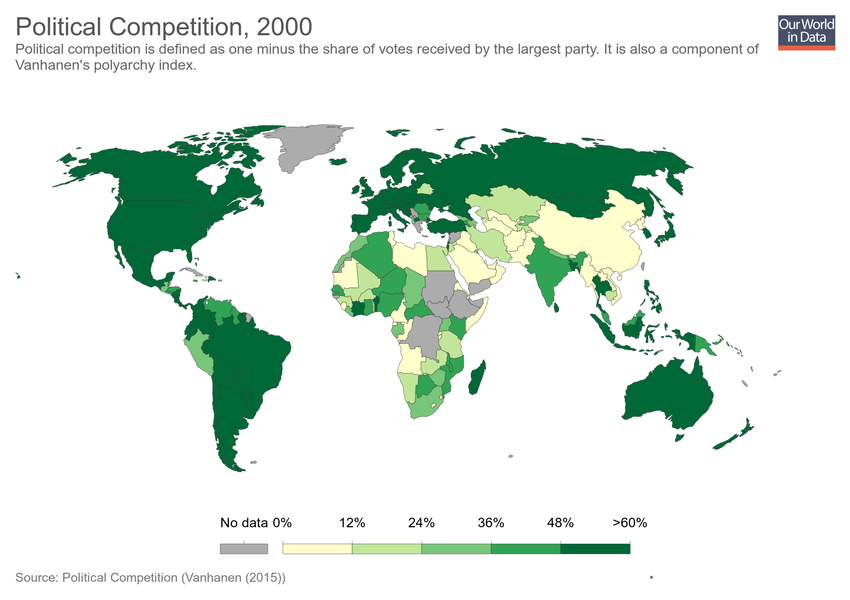 Political Competition, 2000
Our World
in Data
Political competition is defined as one minus the share of votes received by the largest party. It is also a component of
Vanhanen's polyarchy index.
No data 0% 12% 24% 36% 48% >60%
Source: Political Competition (Vanhanen (2015))